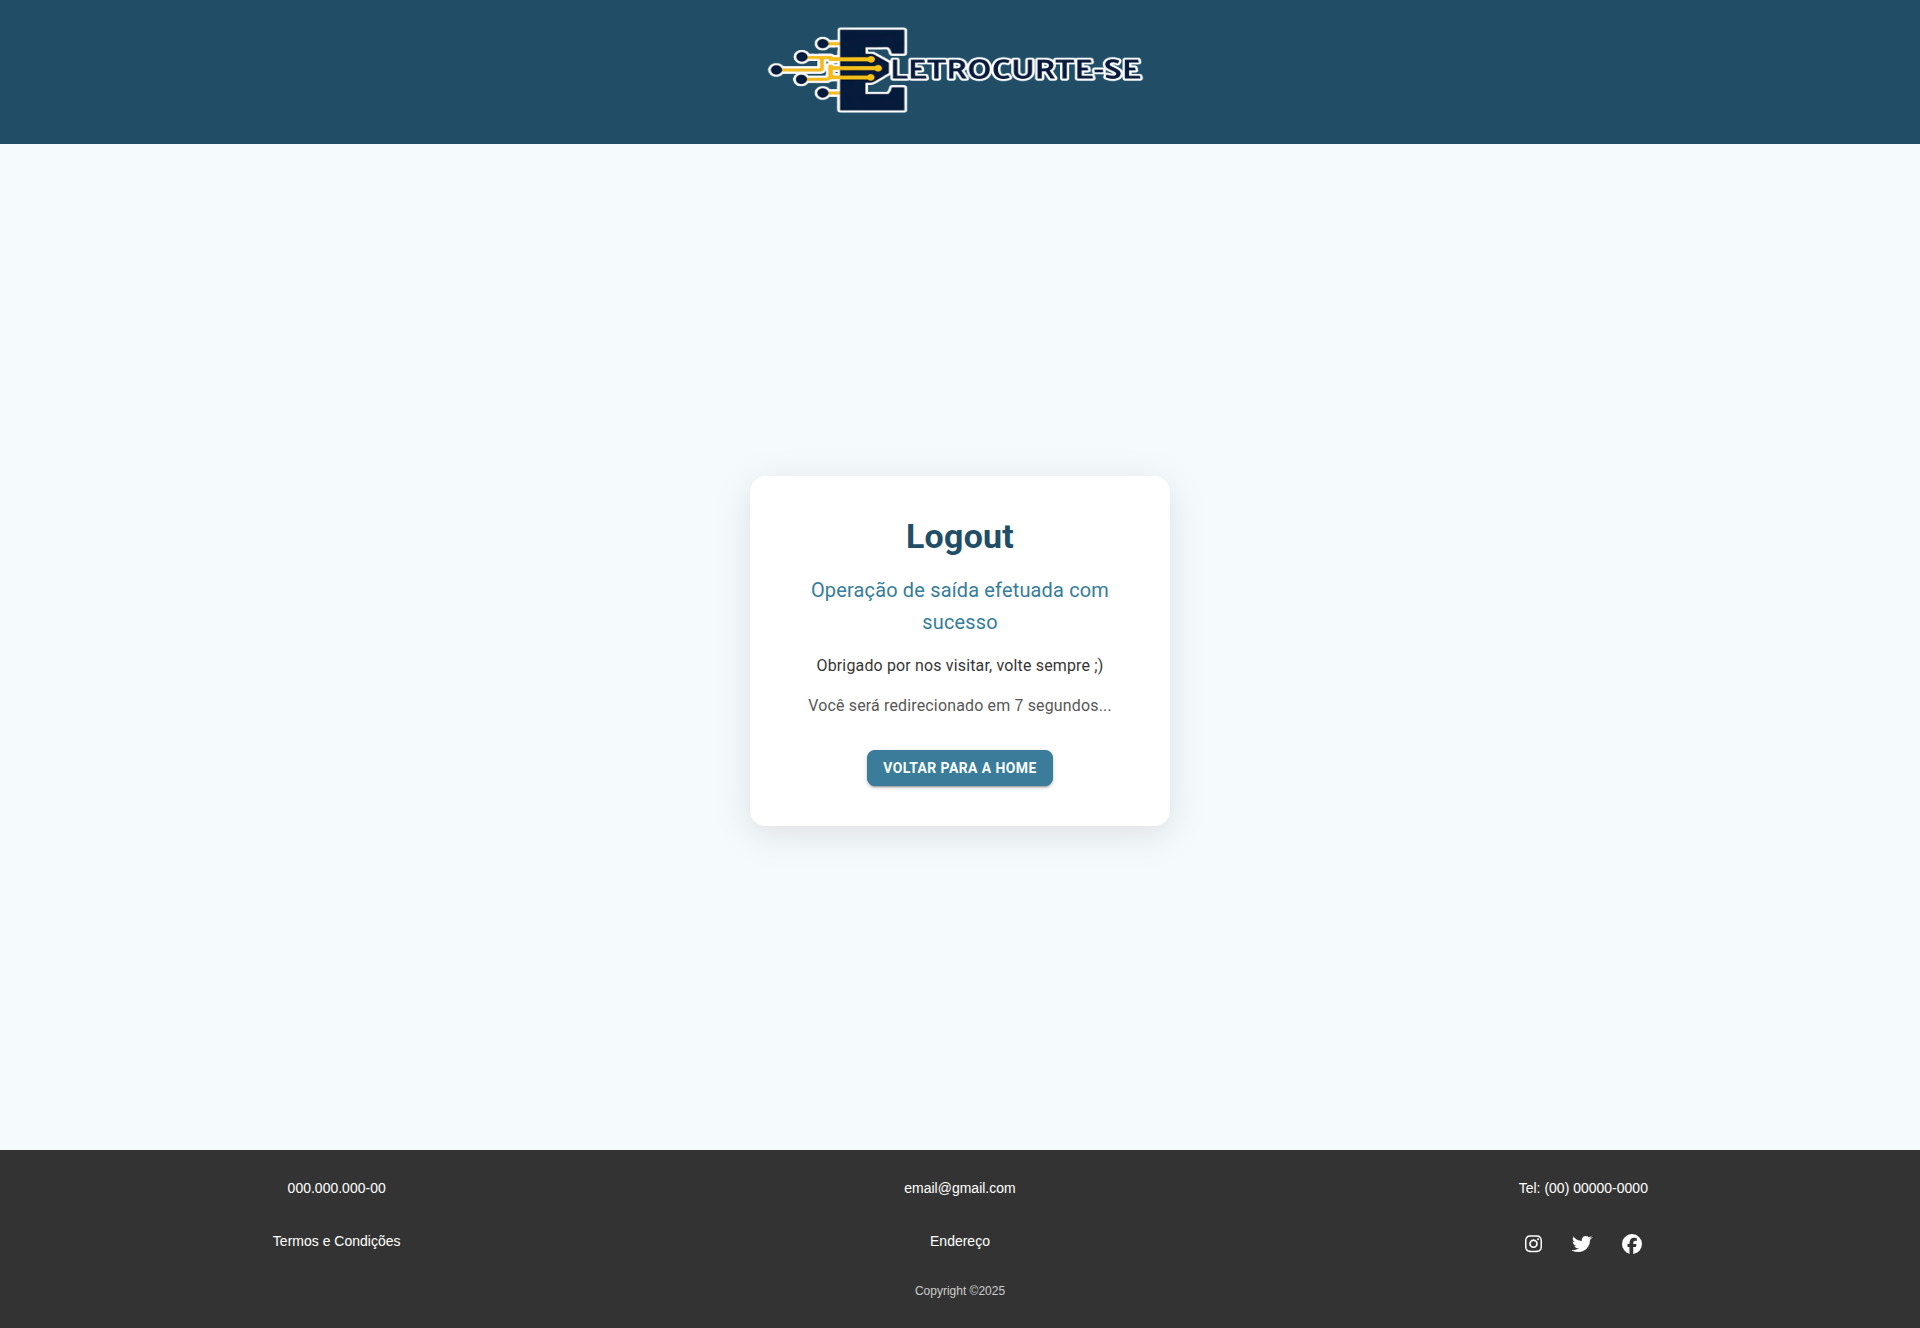 ELETROCURTE-SE
Logout
Operação de saída efetuada com
sucesso
Obrigado por nos visitar, volte sempre ;)
Você será redirecionado em 7 segundos...
VOLTAR PARA A HOME
000.000.000-00
email@gmail.com
Tel: (00) 00000-0000
Termos e Condições
Endereço
Copyright ©2025